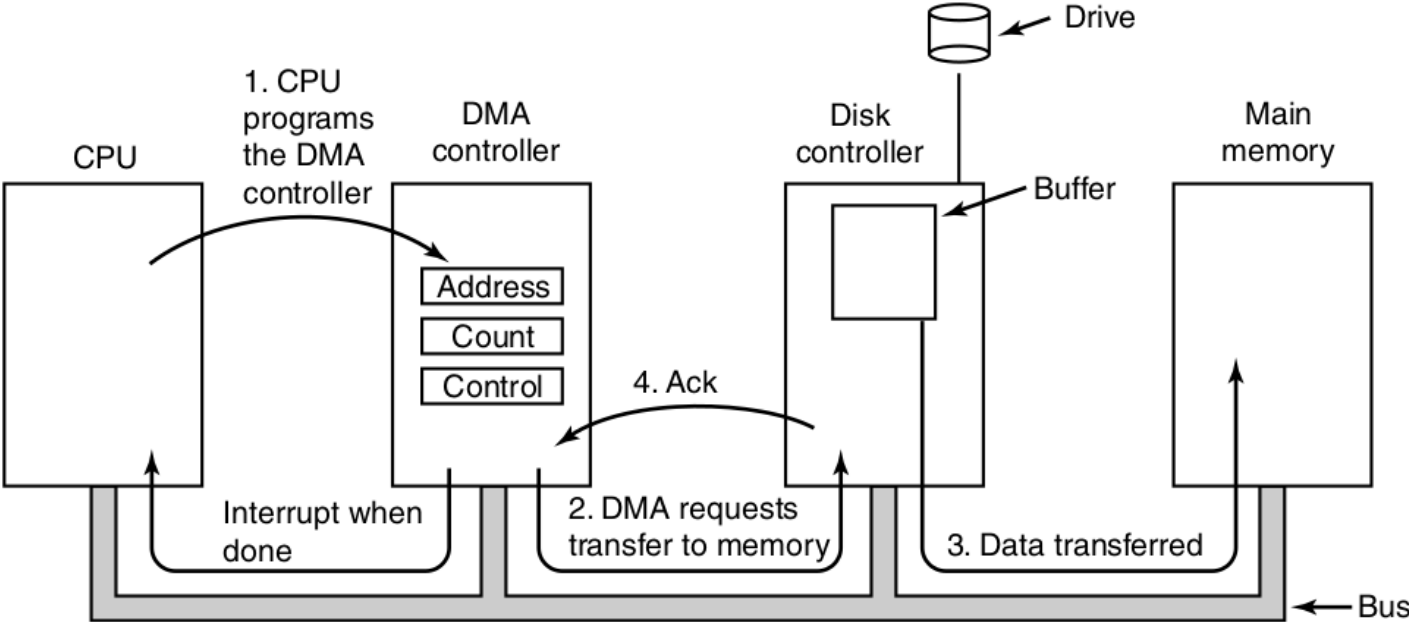 Drive
1. CPU
programs
the DMA
controller
CPU
DMA
controller
Disk
controller
Main
memory
Buffer
Address
Count
Control
4. Ack
Interrupt when
done
2. DMA requests
transfer to memory
3. Data transferred
Bus